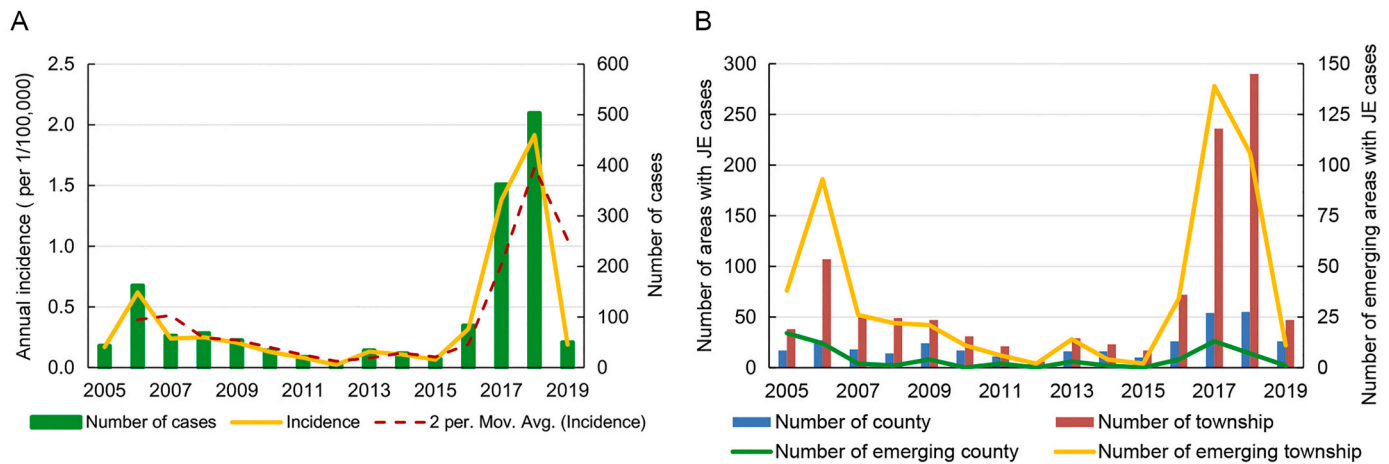 A
B
Annual incidence ( per 1/100,000)
2.5
2.0
1.5
1.0
0.5
0.0
600
500
400
300
200
100
0
Number of cases
2005 2007 2009 2011 2013 2015 2017 2019
Number of cases Incidence 2 per. Mov. Avg. (Incidence)
Number of areas with JE cases
300
250
200
150
100
50
0
150
125
100
75
50
25
0
Number of emerging areas with JE cases
2005 2007 2009 2011 2013 2015 2017 2019
Number of county Number of township
Number of emerging county Number of emerging township